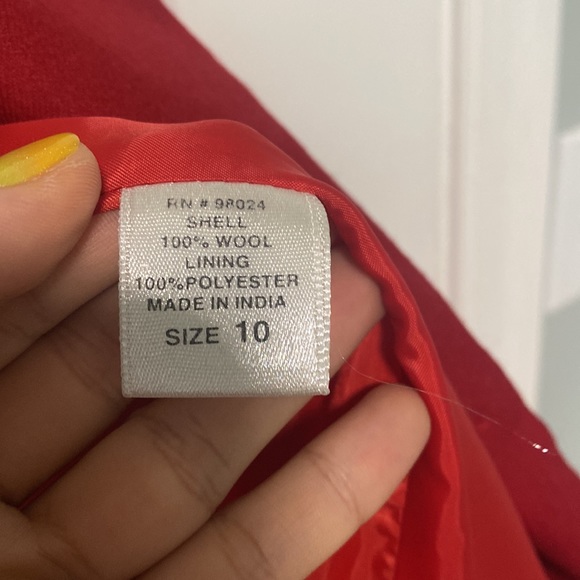 RN # 98024
SHELL
100% WOOL
LINING
100%POLYESTER
MADE IN INDIA
SIZE 10